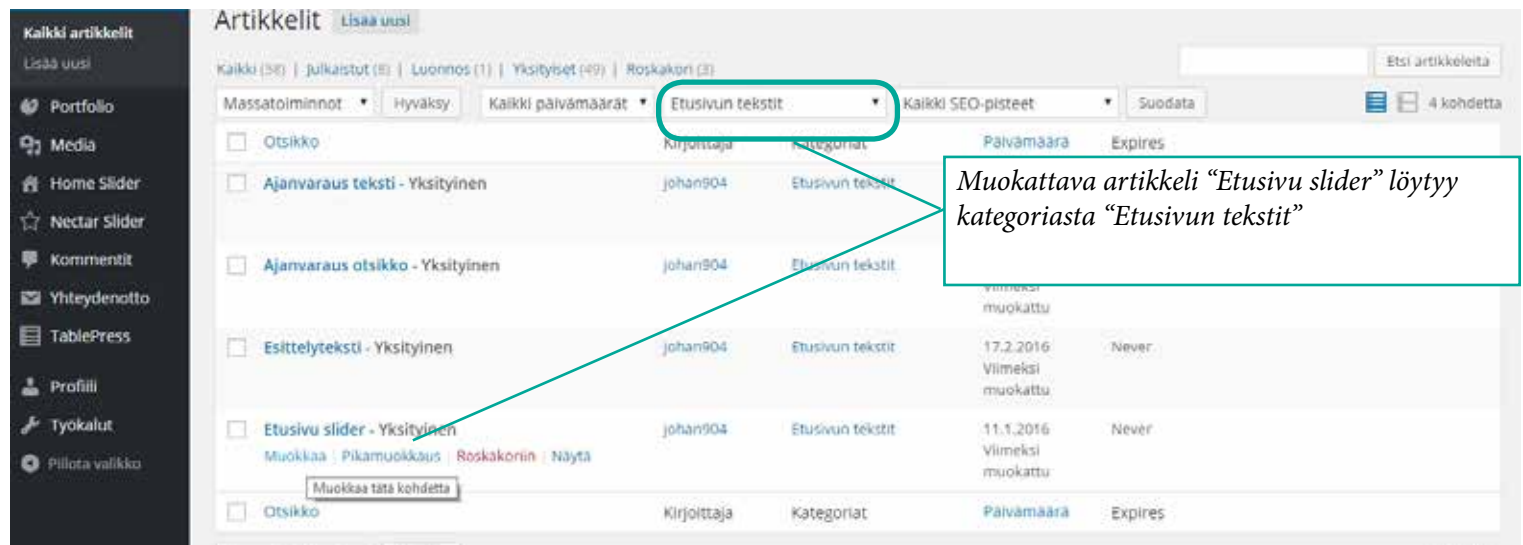 Artikkelit Lisää uusi
Kaikki artikkelit
Lisää uusi
Kaikki (58) | Julkaistut (8) | Luonnos (1) | Yksityiset (49) | Roskakori (3)
Etsi artikkeleita
Massatoiminnot Hyväksy Kaikki päivämäärät Etusivun tekstit Kaikki SEO-pisteet Suodata 4 kohdetta
Portfolio
Media
Home Slider
Nectar Slider
Kommentit
Yhteydenotto
TablePress
Profiili
Työkalut
Piilota valikko
Otsikko Kirjoittaja Kategoriat Päivämäärä Expires
Ajanvaraus teksti - Yksityinen johan904 Etusivun tekstit
Muokattava artikkeli “Etusivu slider” löytyy
kategoriasta “Etusivun tekstit”
Ajanvaraus otsikko - Yksityinen johan904 Etusivun tekstit
Viimeksi
muokattu
Esittelyteksti - Yksityinen johan904 Etusivun tekstit 17.2.2016 Never
Viimeksi
muokattu
Etusivu slider - Yksityinen johan904 Etusivun tekstit 11.1.2016 Never
Muokkaa | Pikamuokkaus | Roskakoriin | Näytä Viimeksi
muokattu
Muokkaa tätä kohdetta
Otsikko Kirjoittaja Kategoriat Päivämäärä Expires